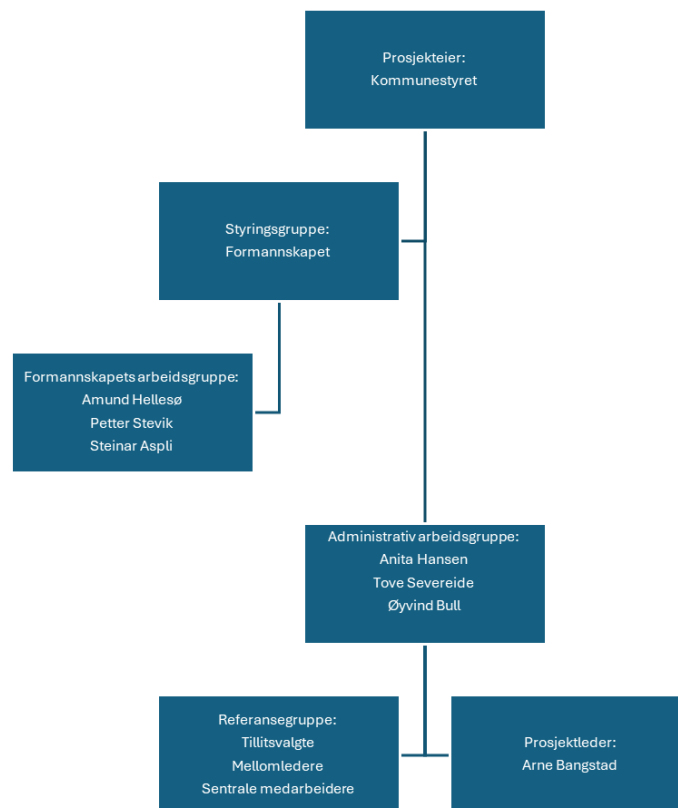 Prosjekteier:
Kommunestyret
Styringsgruppe:
Formannskapet
Formannskapets arbeidsgruppe:
Amund Hellesø
Petter Stevik
Steinar Aspli
Administrativ arbeidsgruppe:
Anita Hansen
Tove Severeide
Øyvind Bull
Referansegruppe:
Tillitsvalgte
Mellomledere
Sentrale medarbeidere
Prosjektleder:
Arne Bangstad